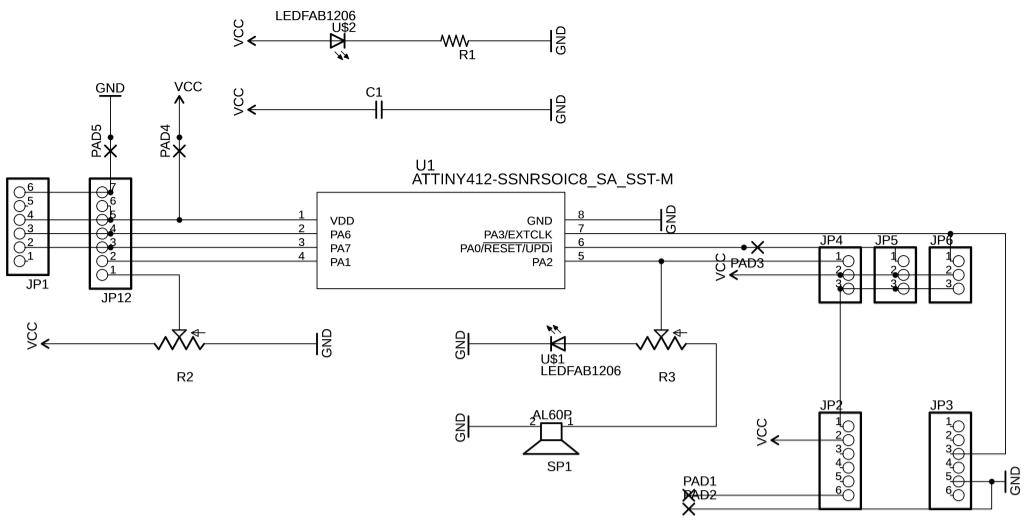 LEDFAB1206
U$2
VCC
R1
GND
GND
VCC
VCC
C1
GND
PAD5
PAD4
U1
ATTINY412-SSNRSOIC8_SA_SST-M
6
5
4
3
2
1
JP1
7
6
5
4
3
2
1
JP12
1
2
3
4
VDD
PA6
PA7
PA1
GND
PA3/EXTCLK
PA0/RESET/UPDI
PA2
8
7
6
5
GND
VCC
PAD3
JP4
1
2
3
JP5
1
2
3
JP6
1
2
3
VCC
R2
GND
GND
U$1
LEDFAB1206
R3
GND
AL60P
2
1
SP1
VCC
JP2
1
2
3
4
5
6
JP3
1
2
3
4
5
6
GND
PAD1
PAD2